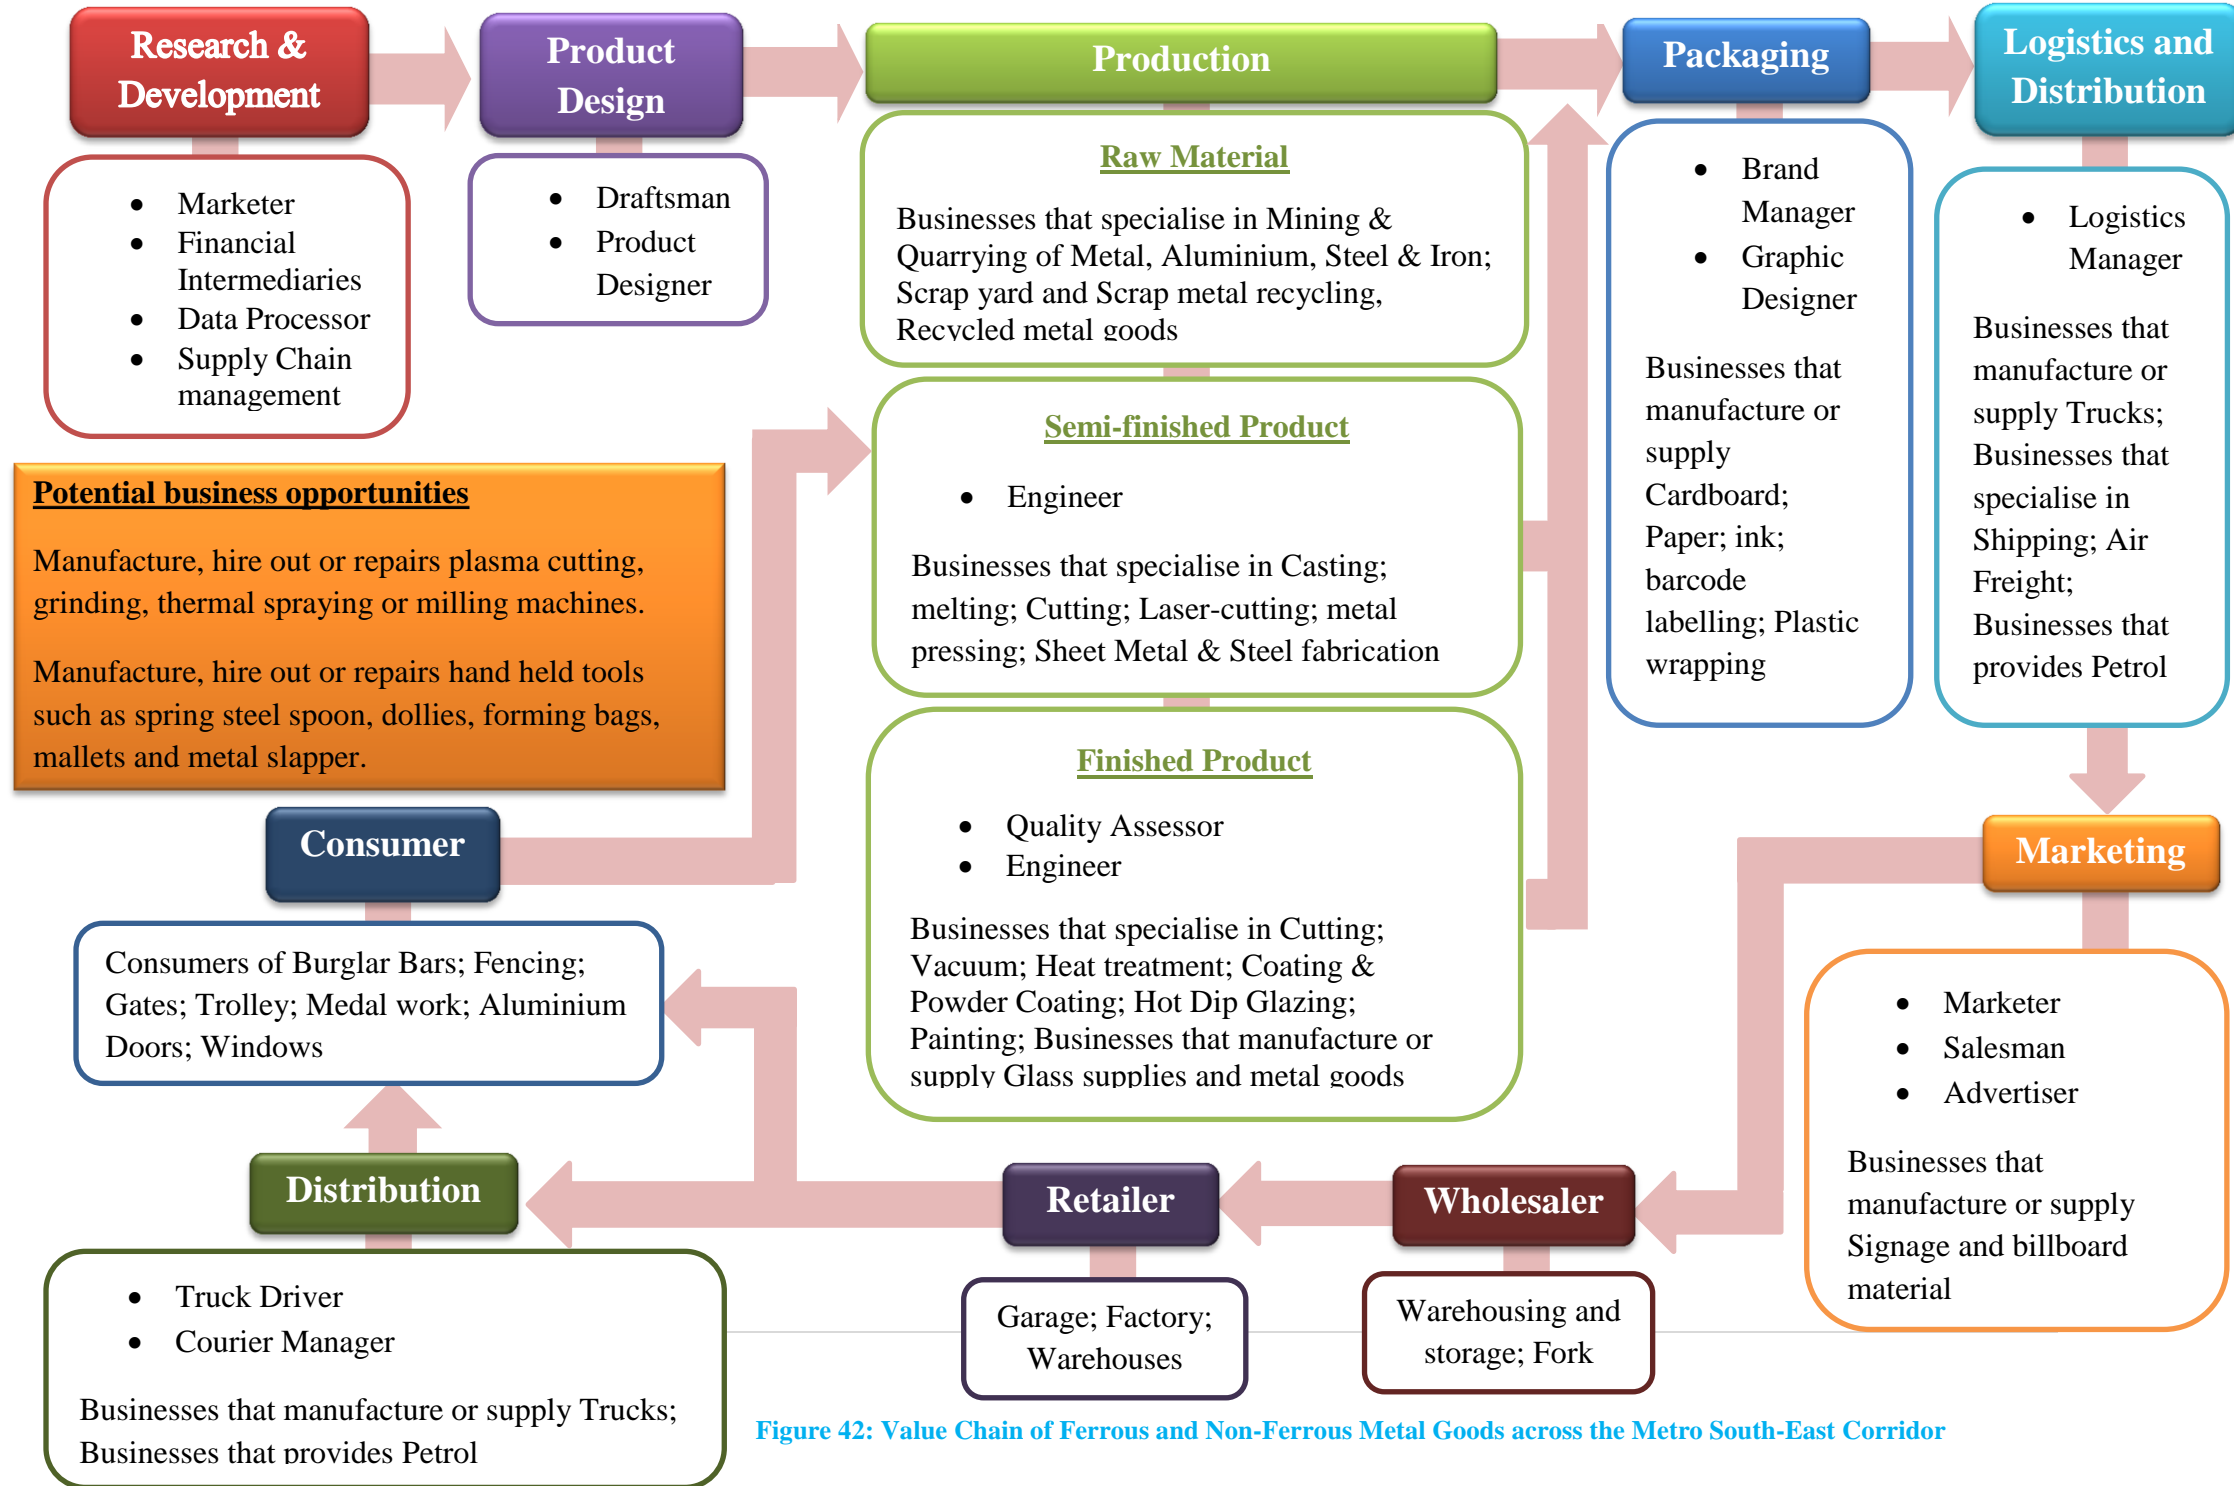 Research &
Development
Product
Design
Production
Packaging
Logistics and
Distribution
• Marketer
• Financial
Intermediaries
• Data Processor
• Supply Chain
management
• Draftsman
• Product
Designer
Raw Material
Businesses that specialise in Mining &
Quarrying of Metal, Aluminium, Steel & Iron;
Scrap yard and Scrap metal recycling,
Recycled metal goods
Semi-finished Product
• Engineer
Businesses that specialise in Casting;
melting; Cutting; Laser-cutting; metal
pressing; Sheet Metal & Steel fabrication
Finished Product
• Quality Assessor
• Engineer
Businesses that specialise in Cutting;
Vacuum; Heat treatment; Coating &
Powder Coating; Hot Dip Glazing;
Painting; Businesses that manufacture or
supply Glass supplies and metal goods
• Brand
Manager
• Graphic
Designer
Businesses that
manufacture or
supply
Cardboard;
Paper; ink;
barcode
labelling; Plastic
wrapping
• Logistics
Manager
Businesses that
manufacture or
supply Trucks;
Businesses that
specialise in
Shipping; Air
Freight;
Businesses that
provides Petrol
Potential business opportunities
Manufacture, hire out or repairs plasma cutting,
grinding, thermal spraying or milling machines.
Manufacture, hire out or repairs hand held tools
such as spring steel spoon, dollies, forming bags,
mallets and metal slapper.
Consumer
Consumers of Burglar Bars; Fencing;
Gates; Trolley; Medal work; Aluminium
Doors; Windows
Marketing
• Marketer
• Salesman
• Advertiser
Businesses that
manufacture or supply
Signage and billboard
material
Distribution
• Truck Driver
• Courier Manager
Businesses that manufacture or supply Trucks;
Businesses that provides Petrol
Retailer
Garage; Factory;
Warehouses
Wholesaler
Warehousing and
storage; Fork
Figure 42: Value Chain of Ferrous and Non-Ferrous Metal Goods across the Metro South-East Corridor